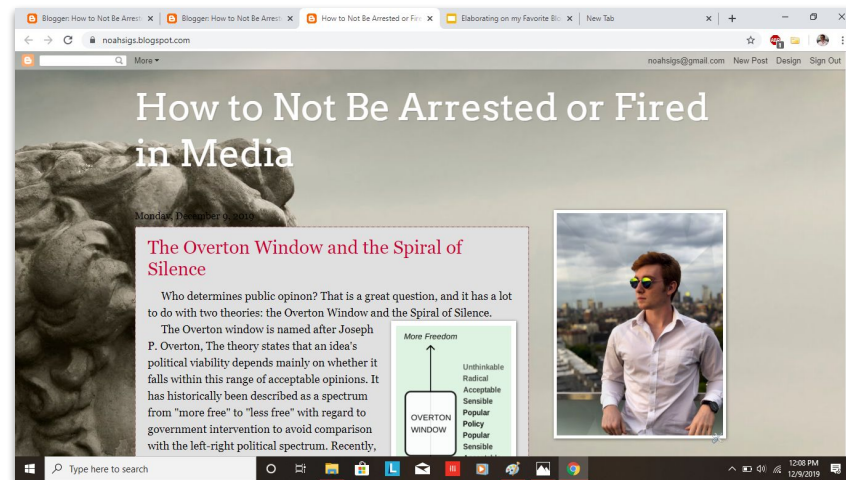 Blogger: How to Not Be Arrest
Blogger: How to Not Be Arrest
How to Not Be Arrested or Fire
Elaborating on my Favorite Blo
New Tab
noahsigs.blogspot.com
More
noahsigs@gmail.com New Post Design Sign Out
How to Not Be Arrested or Fired
in Media
Monday, December 9, 2019
The Overton Window and the Spiral of
Silence
Who determines public opinon? That is a great question, and it has a lot
to do with two theories: the Overton Window and the Spiral of Silence.
The Overton window is named after Joseph
P. Overton, The theory states that an idea's
political viability depends mainly on whether it
falls within this range of acceptable opinions. It
has historically been described as a spectrum
from "more free" to "less free" with regard to
government intervention to avoid comparison
with the left-right political spectrum. Recently,
More Freedom
OVERTON
WINDOW
Unthinkable
Radical
Acceptable
Sensible
Popular
Policy
Popular
Sensible
Type here to search
12:08 PM
12/9/2019